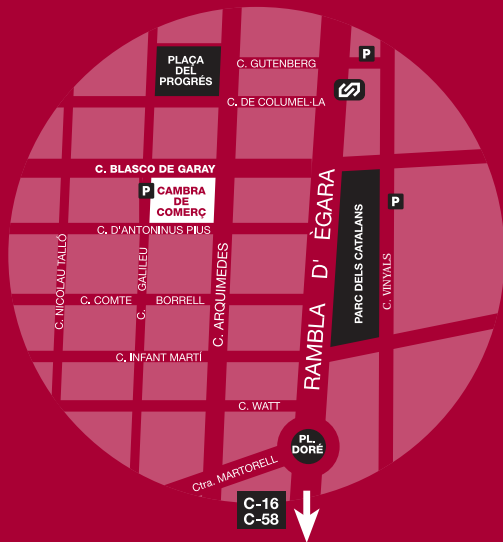 PLAÇA
DEL
PROGRÉS
C. GUTENBERG
P
C. DE COLUMEL·LA
C. BLASCO DE GARAY
P
CAMBRA
DE
COMERÇ
P
C. D'ANTONINUS PIUS
C. NICOLAU TALLÓ
C. GALILEU
C. ARQUIMEDES
RAMBLA D' ÈGARA
PARC DELS CATALANS
C. VINYALS
C. COMTE BORRELL
C. INFANT MARTÍ
C. WATT
PL.
DORÉ
Ctra. MARTORELL
C-16
C-58